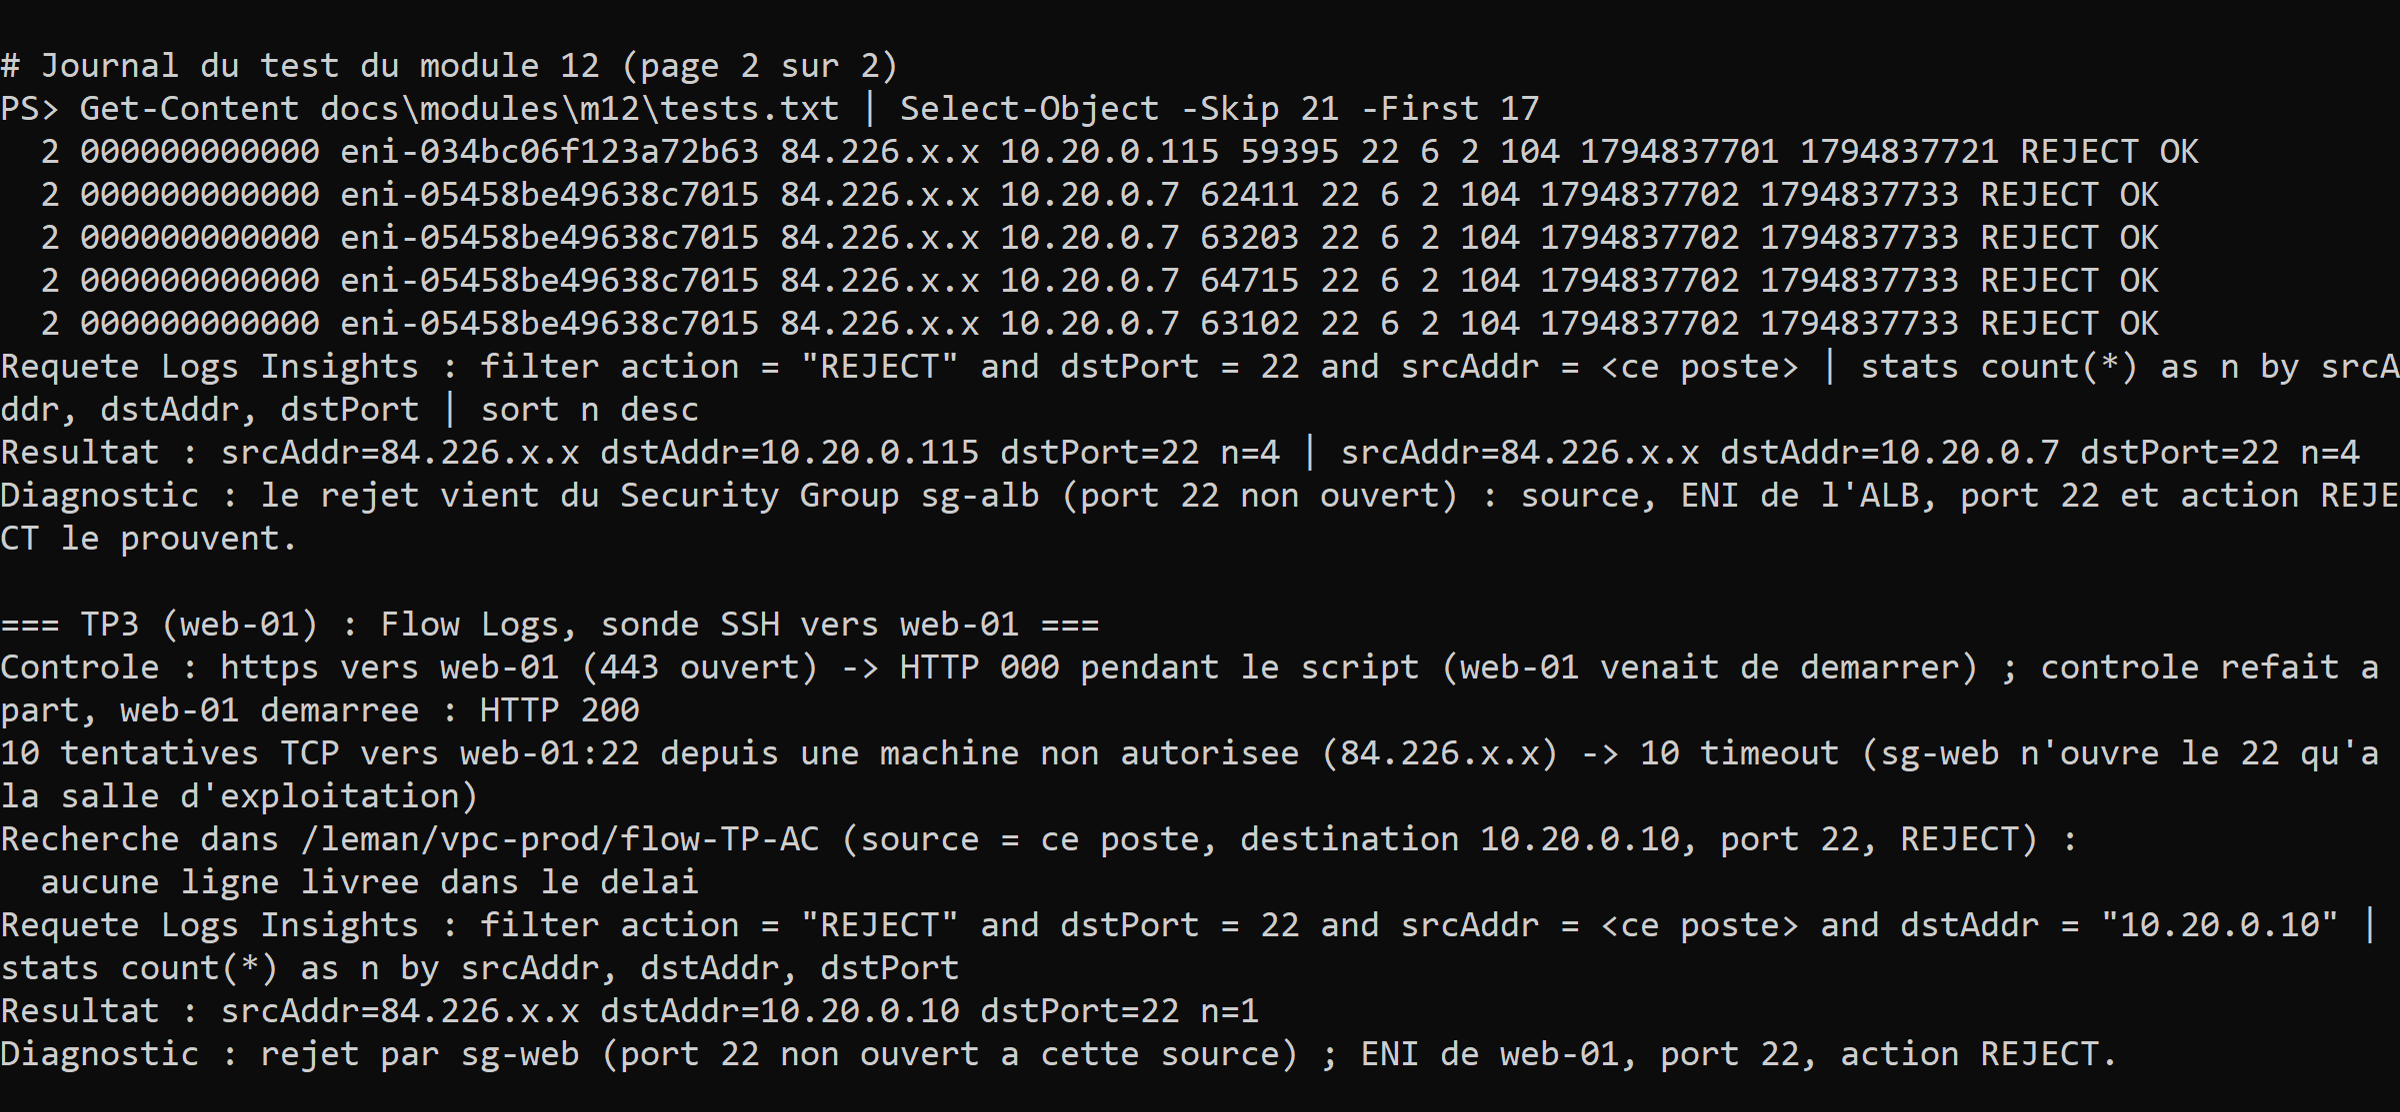 # Journal du test du module 12 (page 2 sur 2)
PS> Get-Content docs\modules\m12\tests.txt | Select-Object -Skip 21 -First 17
  2 000000000000 eni-034bc06f123a72b63 84.226.x.x 10.20.0.115 59395 22 6 2 104 1794837701 1794837721 REJECT OK
  2 000000000000 eni-05458be49638c7015 84.226.x.x 10.20.0.7 62411 22 6 2 104 1794837702 1794837733 REJECT OK
  2 000000000000 eni-05458be49638c7015 84.226.x.x 10.20.0.7 63203 22 6 2 104 1794837702 1794837733 REJECT OK
  2 000000000000 eni-05458be49638c7015 84.226.x.x 10.20.0.7 64715 22 6 2 104 1794837702 1794837733 REJECT OK
  2 000000000000 eni-05458be49638c7015 84.226.x.x 10.20.0.7 63102 22 6 2 104 1794837702 1794837733 REJECT OK
Requete Logs Insights : filter action = "REJECT" and dstPort = 22 and srcAddr = <ce poste> | stats count(*) as n by srcA
ddr, dstAddr, dstPort | sort n desc
Resultat : srcAddr=84.226.x.x dstAddr=10.20.0.115 dstPort=22 n=4 | srcAddr=84.226.x.x dstAddr=10.20.0.7 dstPort=22 n=4
Diagnostic : le rejet vient du Security Group sg-alb (port 22 non ouvert) : source, ENI de l'ALB, port 22 et action REJE
CT le prouvent.

=== TP3 (web-01) : Flow Logs, sonde SSH vers web-01 ===
Controle : https vers web-01 (443 ouvert) -> HTTP 000 pendant le script (web-01 venait de demarrer) ; controle refait a
part, web-01 demarree : HTTP 200
10 tentatives TCP vers web-01:22 depuis une machine non autorisee (84.226.x.x) -> 10 timeout (sg-web n'ouvre le 22 qu'a
la salle d'exploitation)
Recherche dans /leman/vpc-prod/flow-TP-AC (source = ce poste, destination 10.20.0.10, port 22, REJECT) :
  aucune ligne livree dans le delai
Requete Logs Insights : filter action = "REJECT" and dstPort = 22 and srcAddr = <ce poste> and dstAddr = "10.20.0.10" |
stats count(*) as n by srcAddr, dstAddr, dstPort
Resultat : srcAddr=84.226.x.x dstAddr=10.20.0.10 dstPort=22 n=1
Diagnostic : rejet par sg-web (port 22 non ouvert a cette source) ; ENI de web-01, port 22, action REJECT.